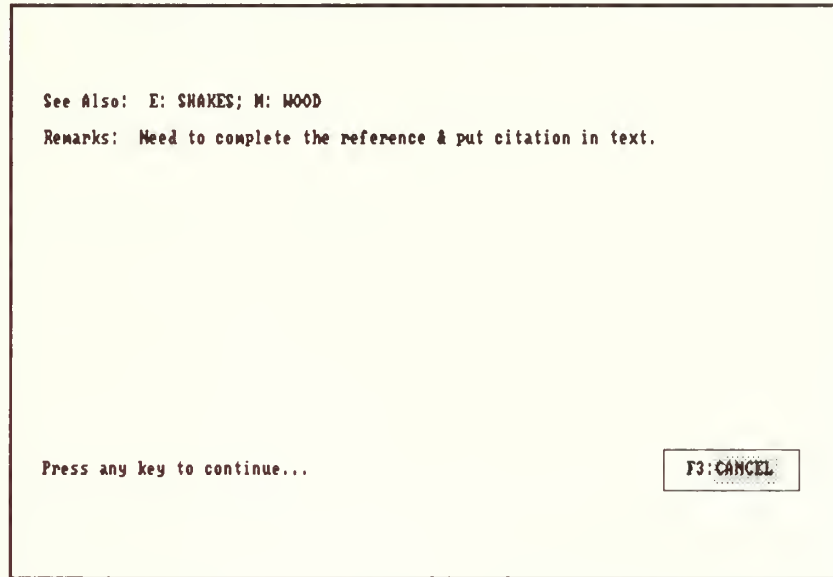 See Also: E: SHAKES; M: WOOD
Remarks: Need to complete the reference & put citation in text.
Press any key to continue...
F3:CANCEL